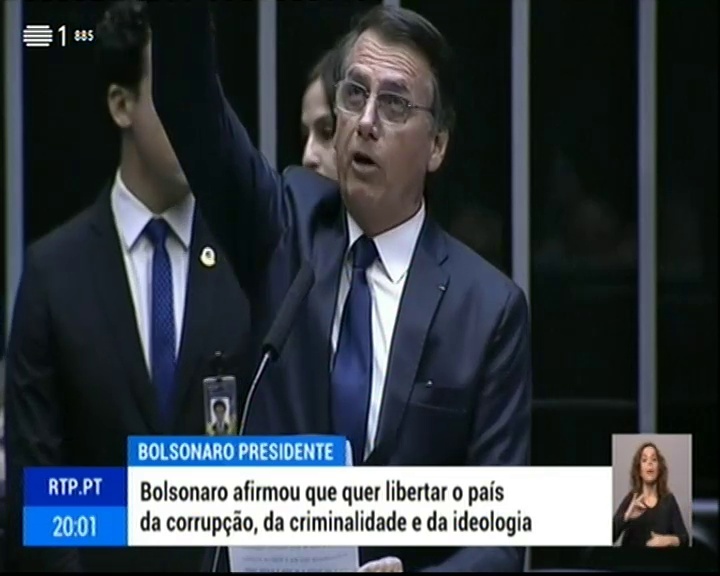 1 885
BOLSONARO PRESIDENTE
RTP.PT
20:01
Bolsonaro afirmou que quer libertar o país
da corrupção, da criminalidade e da ideologia